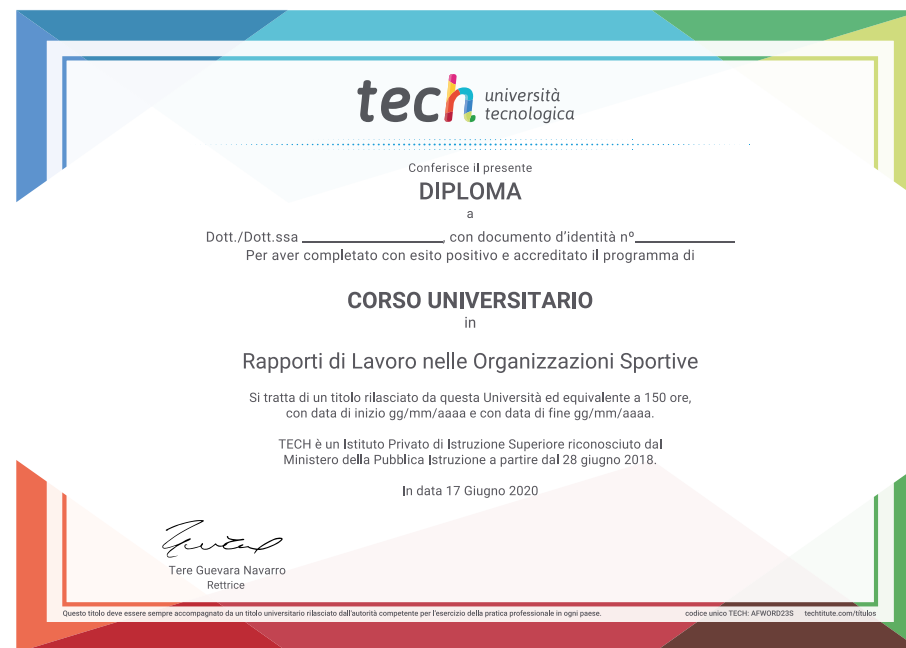 tech università
tecnologica
Conferisce il presente
DIPLOMA
a
Dott./Dott.ssa ________________, con documento d'identità nº____________
Per aver completato con esito positivo e accreditato il programma di
CORSO UNIVERSITARIO
in
Rapporti di Lavoro nelle Organizzazioni Sportive
Si tratta di un titolo rilasciato da questa Università ed equivalente a 150 ore,
con data di inizio gg/mm/aaaa e con data di fine gg/mm/aaaa.
TECH è un Istituto Privato di Istruzione Superiore riconosciuto dal
Ministero della Pubblica Istruzione a partire dal 28 giugno 2018.
In data 17 Giugno 2020
Tere Guevara Navarro
Rettrice
Questo titolo deve essere sempre accompagnato da un titolo universitario rilasciato dall'autorità competente per l'esercizio della pratica professionale in ogni paese. codice unico TECH: AFWORD23S techtitute.com/títulos